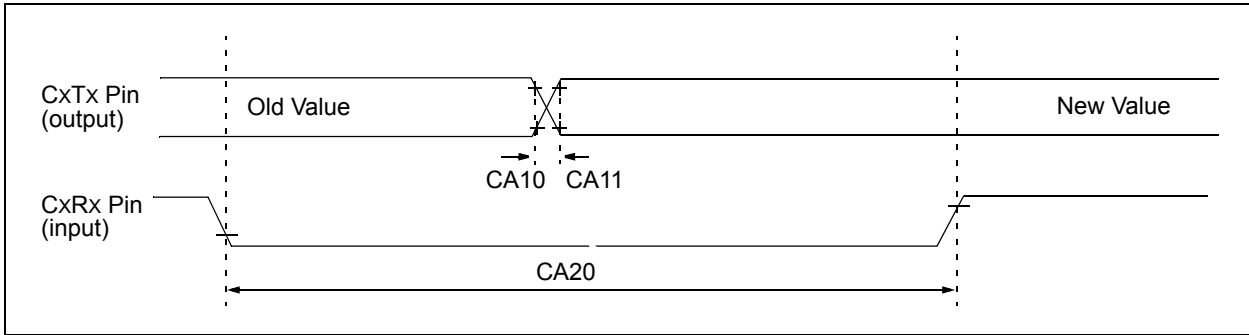 CxTx Pin
(output)
Old Value
New Value
CA10 CA11
CxRx Pin
(input)
CA20